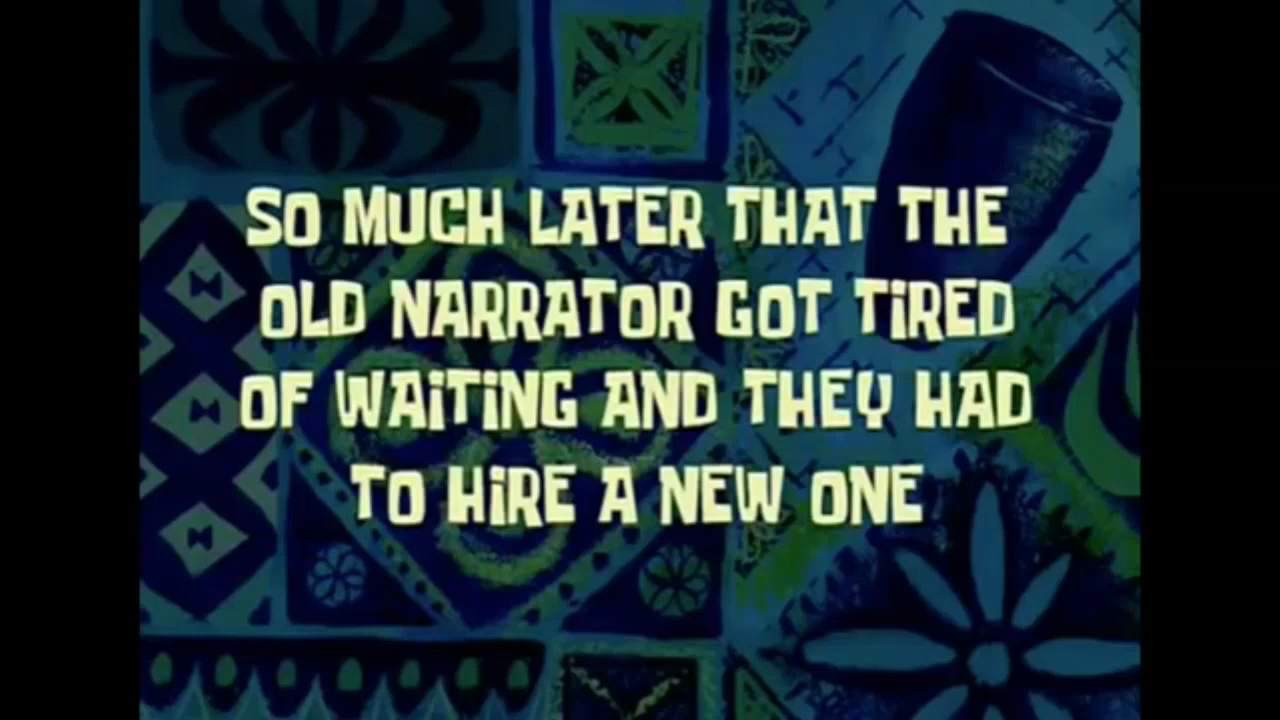 SO MUCH LATER THAT THE
OLD NARRATOR GOT TiRED
OF WAiTiNG AND THEY HAD
TO HiRE A NEW ONE